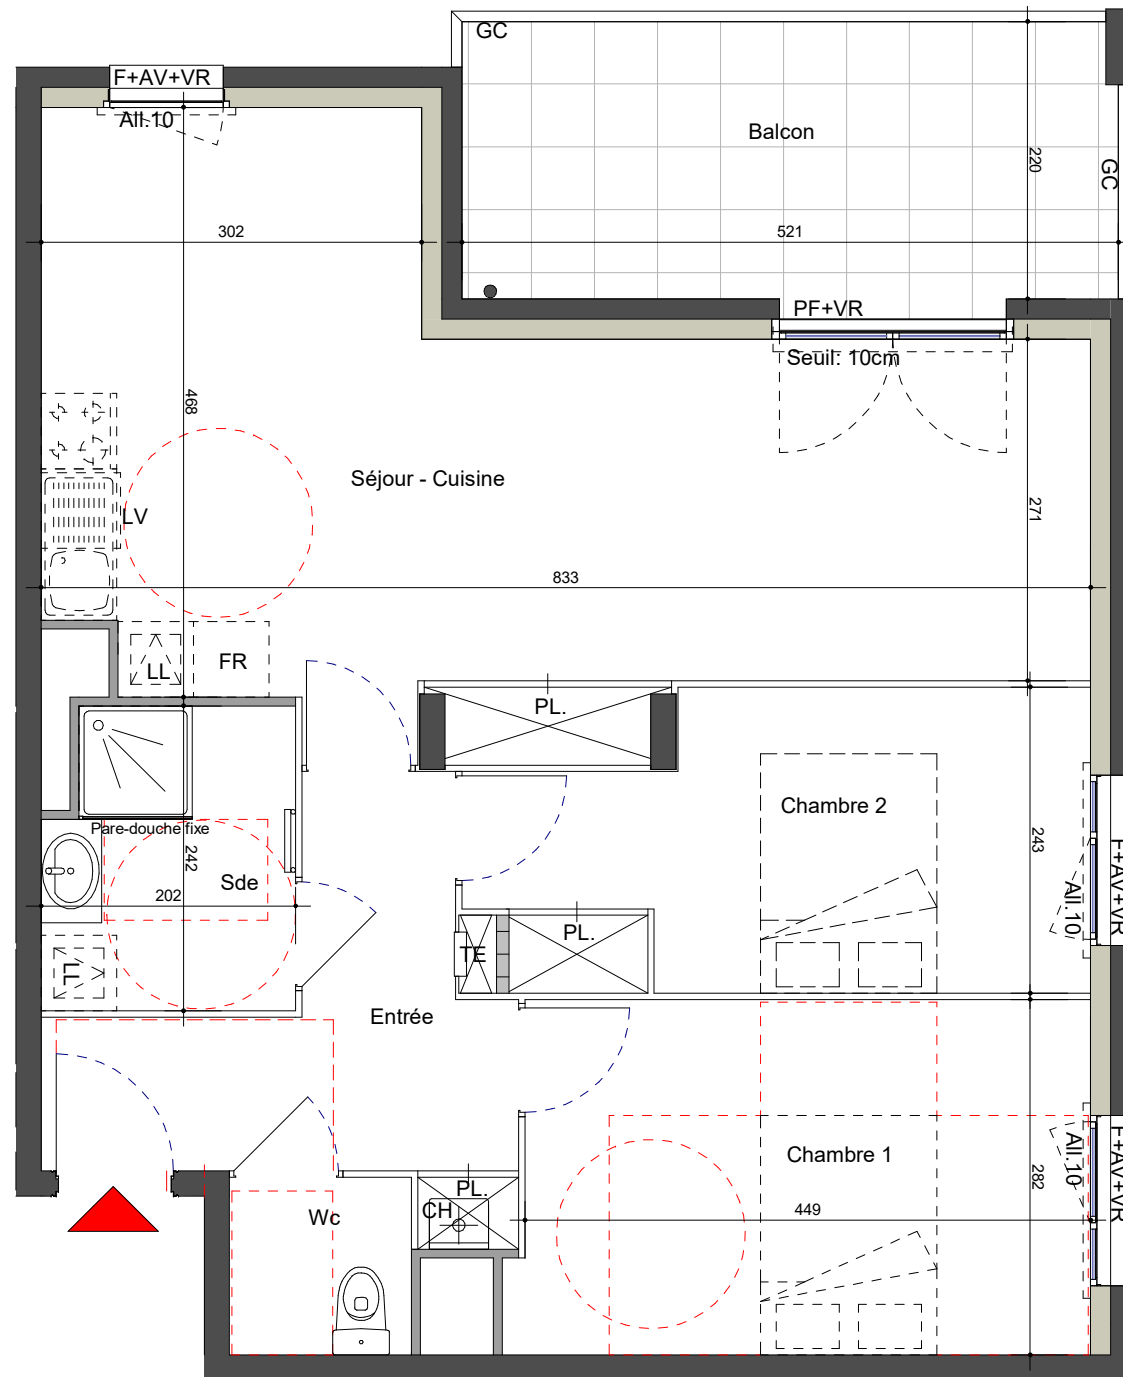 GC
F+AV+VR
All.10
Balcon
220
GC
302
521
PF+VR
Seuil: 10cm
468
Séjour - Cuisine
271
LV
833
LL
FR
PL.
Chambre 2
Pare-douche fixe
242
243
F+AV+VR
All.10
Sde
202
PL.
TE
LL
Entrée
Chambre 1
All.10
F+AV+VR
282
PL.
CH
Wc
449